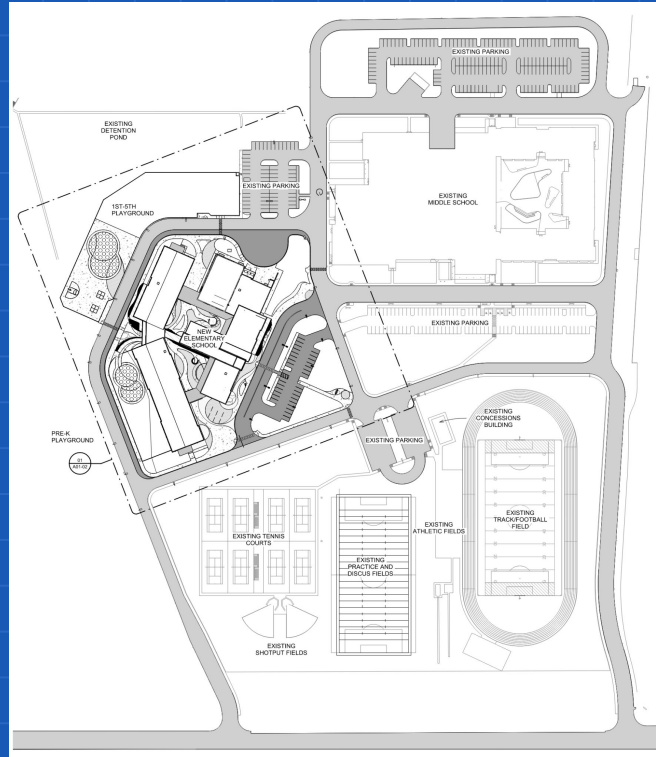 EXISTING PARKING
EXISTING
DETENTION
POND
EXISTING PARKING
1ST-5TH
PLAYGROUND
EXISTING
MIDDLE SCHOOL
NEW
ELEMENTARY
SCHOOL
EXISTING PARKING
PRE-K
PLAYGROUND
01
A01-02
EXISTING PARKING
EXISTING
CONCESSIONS
BUILDING
EXISTING TENNIS
COURTS
EXISTING
PRACTICE AND
DISCUS FIELDS
EXISTING
ATHLETIC FIELDS
EXISTING
TRACK/FOOTBALL
FIELD
EXISTING
SHOTPUT FIELDS